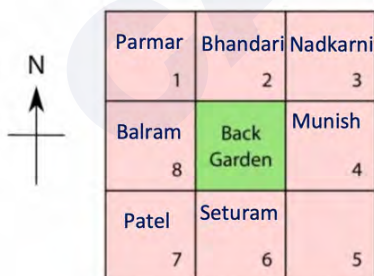 N
Parmar
1
Bhandari
2
Nadkarni
3
Balram
8
Back
Garden
Munish
4
Patel
7
Seturam
6
5